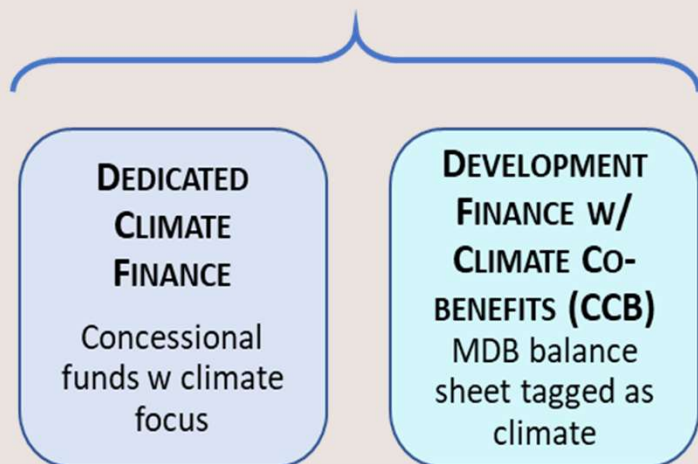 DEDICATED
CLIMATE
FINANCE
Concessional
funds w climate
focus
DEVELOPMENT
FINANCE W/
CLIMATE CO-
BENEFITS (CCB)
MDB balance
sheet tagged as
climate